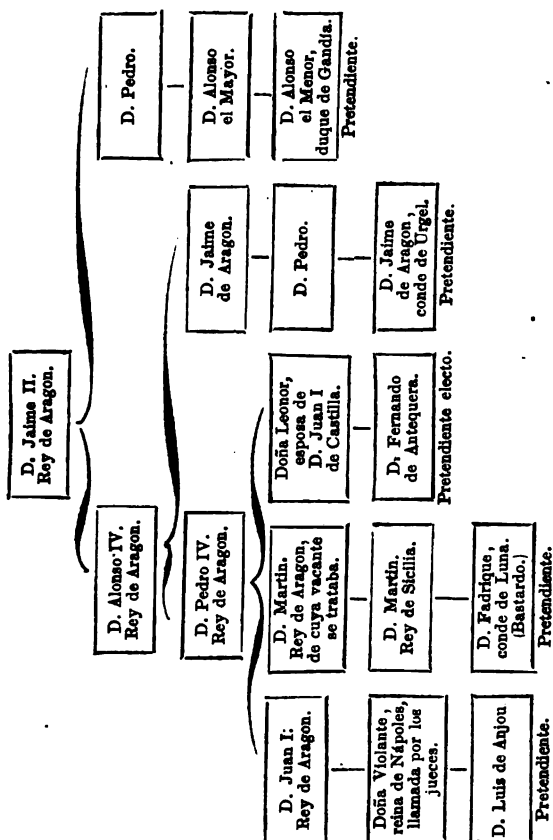 D. Jaime II.
Rey de Aragon.
D. Alonso IV.
Rey de Aragon.
D. Pedro.
D. Pedro IV.
Rey de Aragon.
D. Jaime
de Aragon.
D. Alonso
el Mayor.
D. Juan I:
Rey de Aragon.
D. Martin.
Rey de Aragon,
de cuya vacante
se trataba.
Doña Leonor,
esposa de
D. Juan I
de Castilla.
D. Pedro.
D. Alonso
el Menor,
duque de Gandía.
Pretendiente.
Doña Violante,
reina de Nápoles,
llamada por los
jueces.
D. Martin.
Rey de Sicilia.
D. Fernando
de Antequera.
Pretendiente electo.
D. Jaime
de Aragon,
conde de Urgel.
Pretendiente.
D. Luis de Anjou
Pretendiente.
D. Fadrique,
conde de Luna.
(Bastardo.)
Pretendiente.